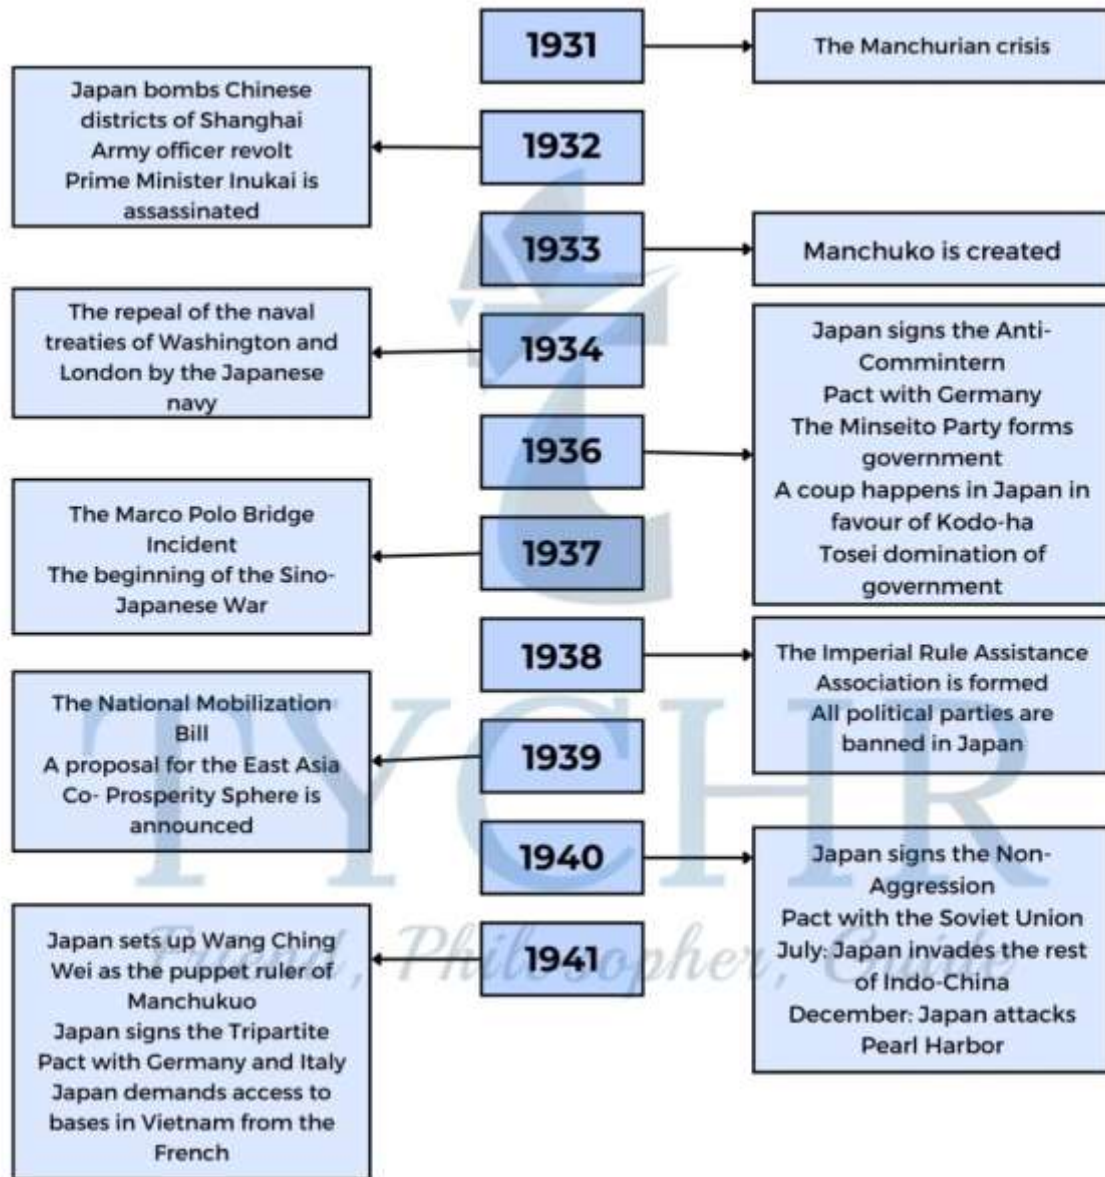 1931
The Manchurian crisis
Japan bombs Chinese
districts of Shanghai
Army officer revolt
Prime Minister Inukai is
assassinated
1932
1933
Manchuko is created
The repeal of the naval
treaties of Washington and
London by the Japanese
navy
1934
1936
Japan signs the Anti-
Commintern
Pact with Germany
The Minseito Party forms
government
A coup happens in Japan in
favour of Kodo-ha
Tosei domination of
government
The Marco Polo Bridge
Incident
The beginning of the Sino-
Japanese War
1937
1938
The Imperial Rule Assistance
Association is formed
All political parties are
banned in Japan
The National Mobilization
Bill
A proposal for the East Asia
Co- Prosperity Sphere is
announced
1939
1940
Japan signs the Non-
Aggression
Pact with the Soviet Union
July: Japan invades the rest
of Indo-China
December: Japan attacks
Pearl Harbor
Japan sets up Wang Ching
Wei as the puppet ruler of
Manchukuo
Japan signs the Tripartite
Pact with Germany and Italy
Japan demands access to
bases in Vietnam from the
French
1941
TYCHR
Friend, Philosopher, Guide